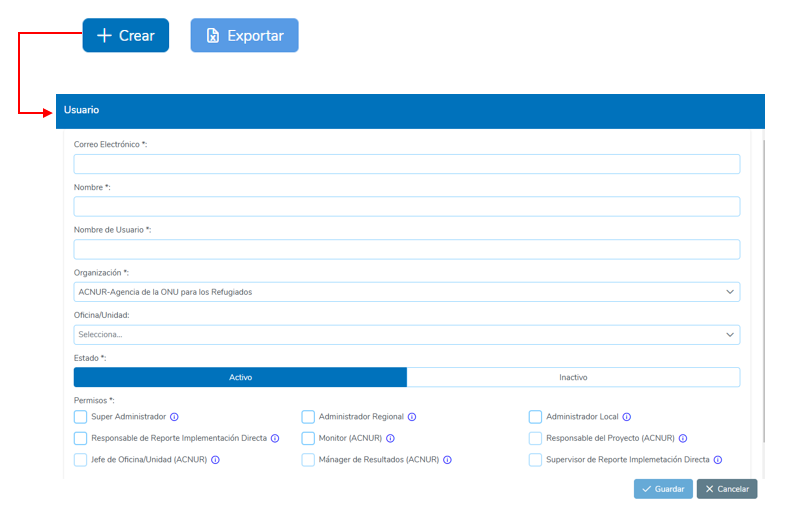 Crear
Exportar
Usuario
Correo Electrónico *:
Nombre *:
Nombre de Usuario *:
Organización *:
ACNUR-Agencia de la ONU para los Refugiados
Oficina/Unidad:
Selecciona...
Estado *:
Activo Inactivo
Permisos *:
Super Administrador Administrador Regional Administrador Local
Responsable de Reporte Implementación Directa Monitor (ACNUR) Responsable del Proyecto (ACNUR)
Jefe de Oficina/Unidad (ACNUR) Mánager de Resultados (ACNUR) Supervisor de Reporte Implemetación Directa
Guardar Cancelar